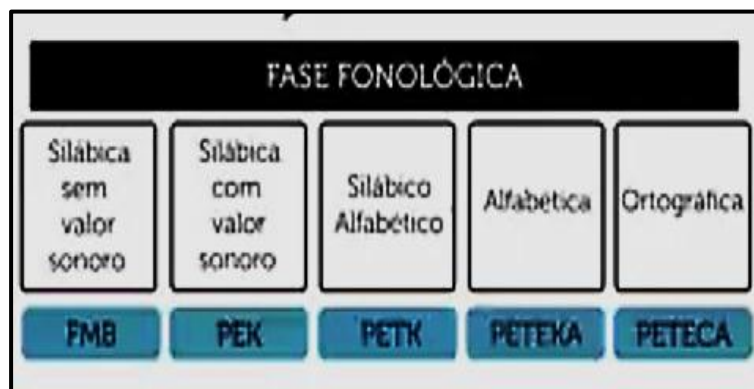 FASE FONOLÓGICA
Silábica
sem
valor
sonoro
Silábica
com
valor
sonoro
Silábico
Alfabético
Alfabética
Ortográfica
FMB
PEK
PETK
PETEKA
PETECA